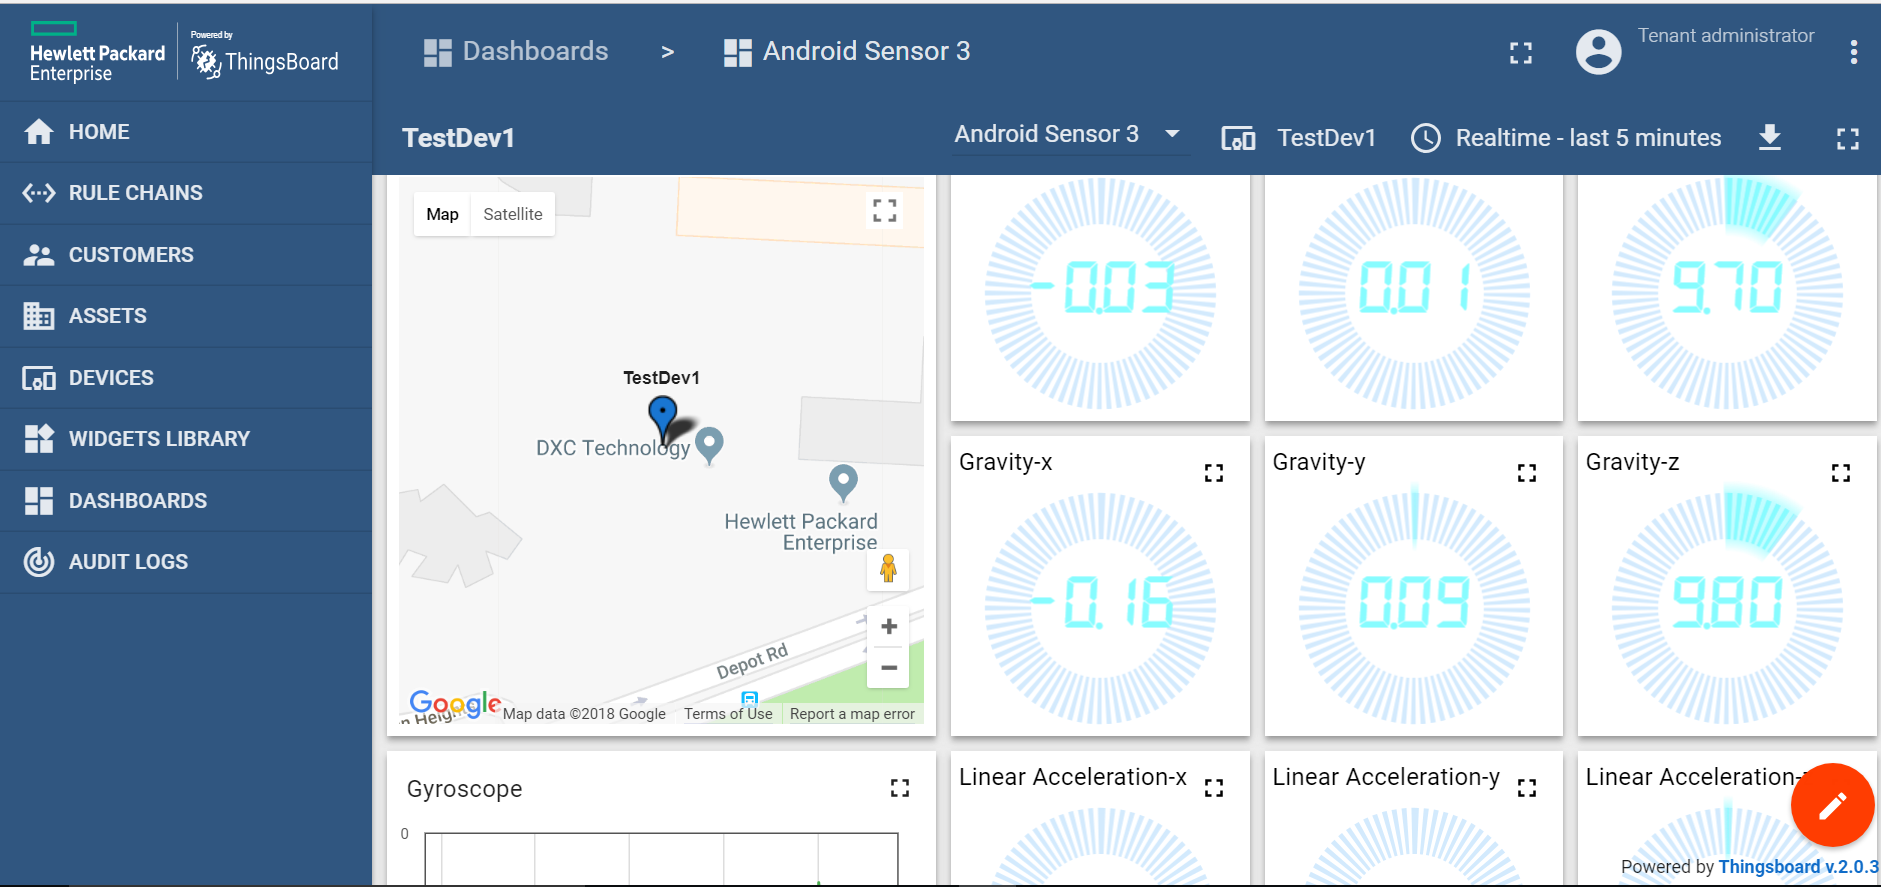 Hewlett Packard
Enterprise
Powered by
ThingsBoard
Dashboards
>
Android Sensor 3
Tenant administrator
TestDev1
Android Sensor 3
TestDev1
Realtime - last 5 minutes
HOME
RULE CHAINS
CUSTOMERS
ASSETS
DEVICES
WIDGETS LIBRARY
DASHBOARDS
AUDIT LOGS
Map
Satellite
TestDev1
DXC Technology
Hewlett Packard
Enterprise
Depot Rd
+
−
Google
Map data ©2018 Google
Terms of Use
Report a map error
-0.03
0.01
9.70
Gravity-x
-0.16
Gravity-y
0.09
Gravity-z
9.80
Gyroscope
0
Linear Acceleration-x
Linear Acceleration-y
Linear Acceleration-
Powered by Thingsboard v.2.0.3